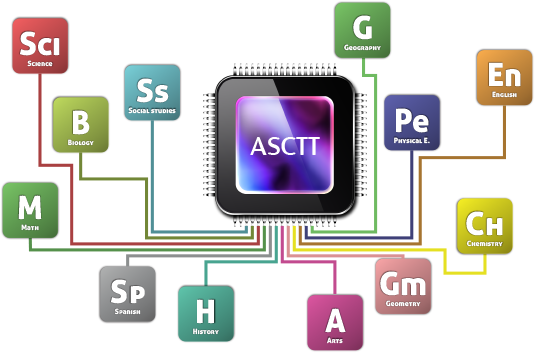 G
Geography
Sci
Science
En
English
Ss
Social studies
B
Biology
Pe
Physical E.
ASCTT
M
Math
Ch
Chemistry
Sp
Spanish
Gm
Geometry
H
History
A
Arts